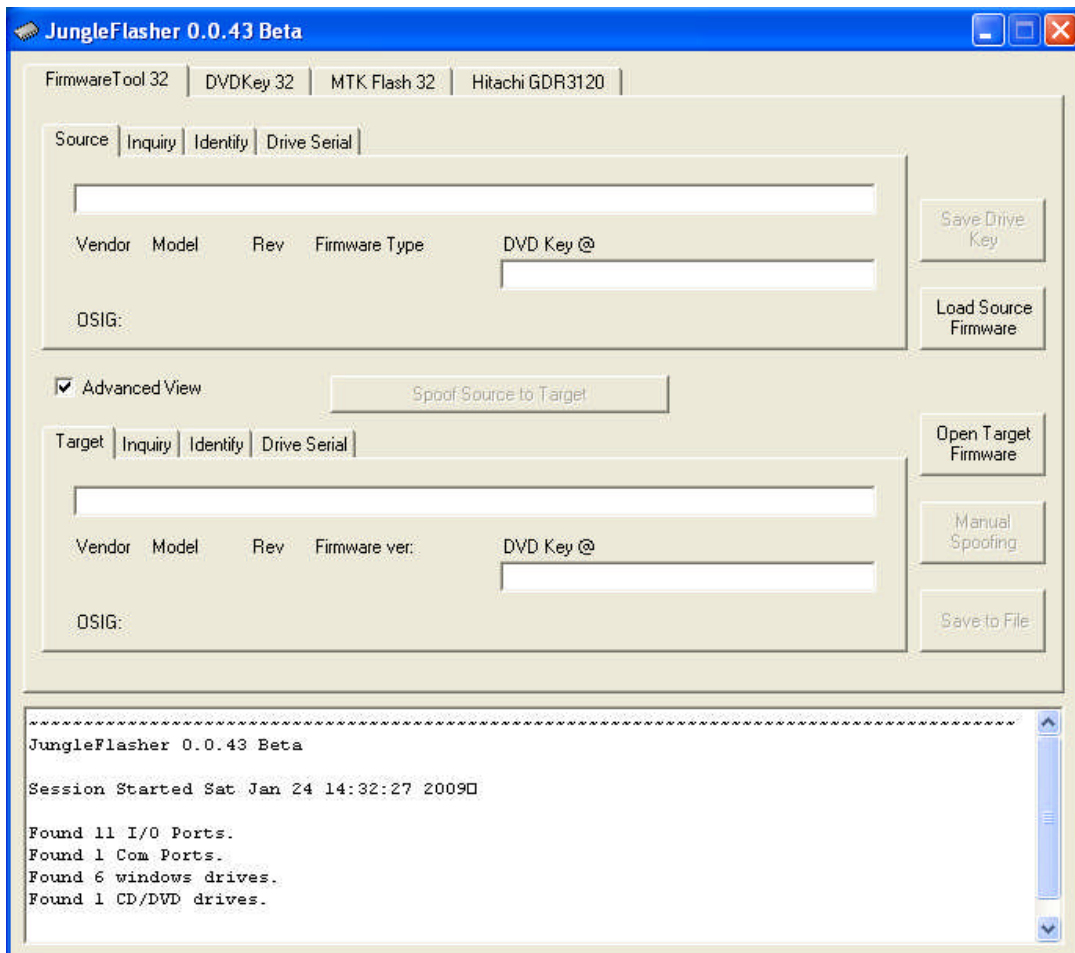 JungleFlasher 0.0.43 Beta
FirmwareTool 32 DVDKey 32 MTK Flash 32 Hitachi GDR3120
Source Inquiry Identify Drive Serial
Save Drive Key
Vendor Model Rev Firmware Type DVD Key @
Load Source Firmware
OSIG:
Advanced View Spoof Source to Target
Target Inquiry Identify Drive Serial
Open Target Firmware
Manual Spoofing
Vendor Model Rev Firmware ver: DVD Key @
OSIG:
Save to File
JungleFlasher 0.0.43 Beta
Session Started Sat Jan 24 14:32:27 2009
Found 11 I/O Ports.
Found 1 Com Ports.
Found 6 windows drives.
Found 1 CD/DVD drives.